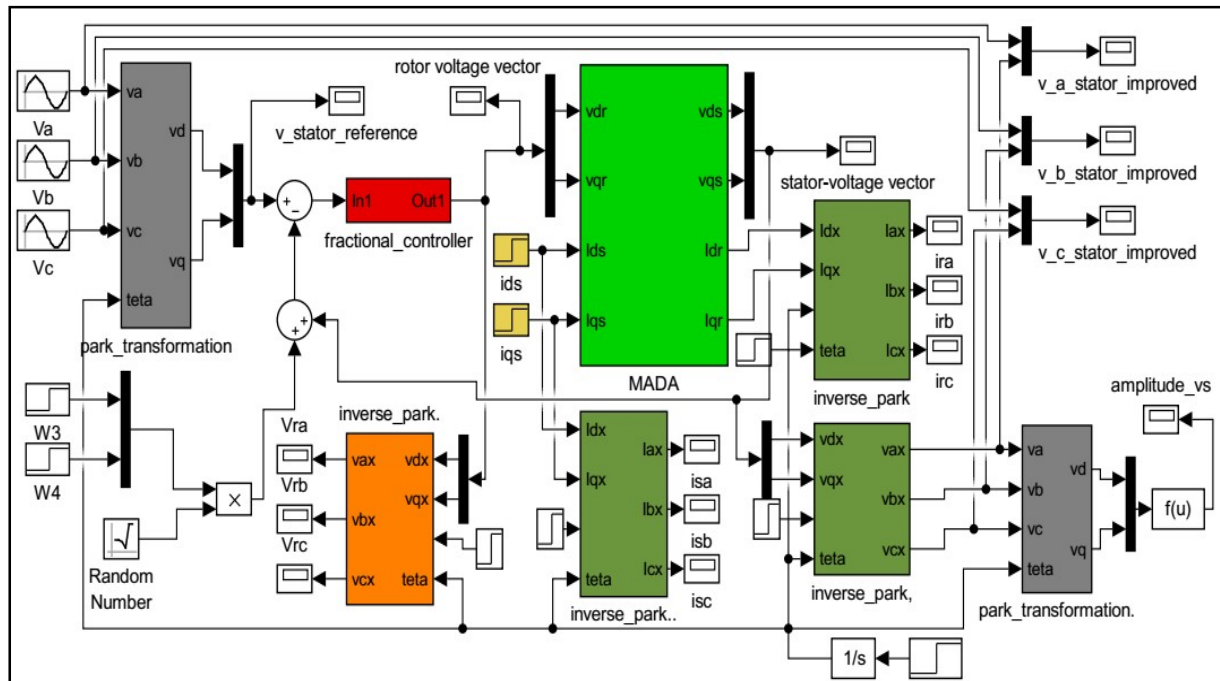 Va
Vb
Vc
va
vb
vc
teta
vd
vq
park_transformation
v_stator_reference
rotor voltage vector
+
−
In1
Out1
fractional_controller
ids
iqs
vdr
vqr
Ids
Iqs
vds
vqs
Idr
Iqr
MADA
stator-voltage vector
v_a_stator_improved
v_b_stator_improved
v_c_stator_improved
Idx
Iqx
teta
Iax
Ibx
Icx
inverse_park
ira
irb
irc
+
+
W3
W4
×
Random
Number
Vra
Vrb
Vrc
inverse_park.
vax
vbx
vcx
vdx
vqx
teta
Idx
Iqx
teta
Iax
Ibx
Icx
inverse_park..
isa
isb
isc
vdx
vqx
teta
vax
vbx
vcx
inverse_park,
va
vb
vc
teta
vd
vq
park_transformation.
f(u)
amplitude_vs
1/s